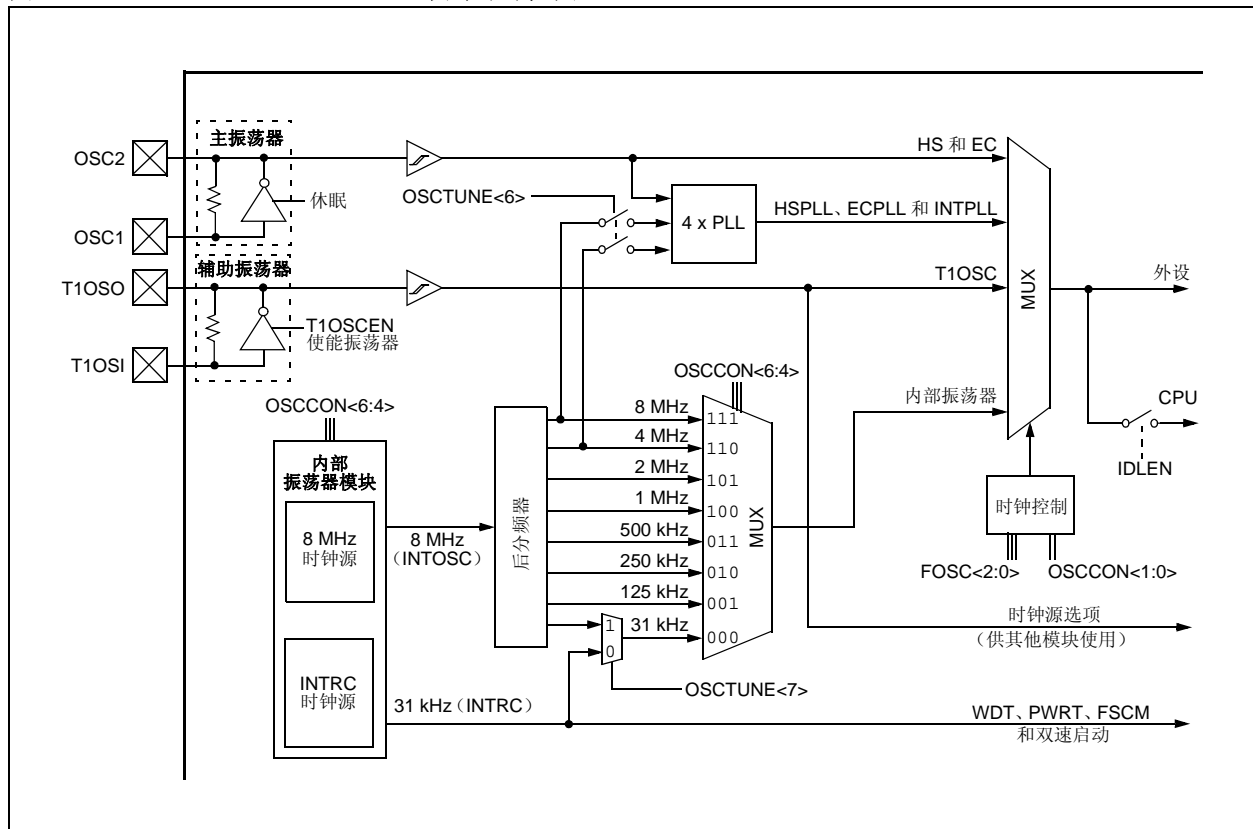 主振荡器
OSC2
OSC1
休眠
HS 和 EC
OSCTUNE<6>
4 x PLL
HSPLL、ECPLL 和 INTPLL
辅助振荡器
T1OSO
T1OSI
T1OSCEN
使能振荡器
T1OSC
MUX
外设
CPU
IDLEN
内部振荡器
时钟控制
FOSC<2:0>
OSCCON<1:0>
OSCCON<6:4>
内部
振荡器模块
8 MHz
时钟源
INTRC
时钟源
8 MHz
（INTOSC）
31 kHz（INTRC）
后分频器
OSCCON<6:4>
8 MHz
111
4 MHz
110
2 MHz
101
1 MHz
100
500 kHz
011
250 kHz
010
125 kHz
001
31 kHz
000
1
0
MUX
OSCTUNE<7>
时钟源选项
（供其他模块使用）
WDT、PWRT、FSCM
和双速启动